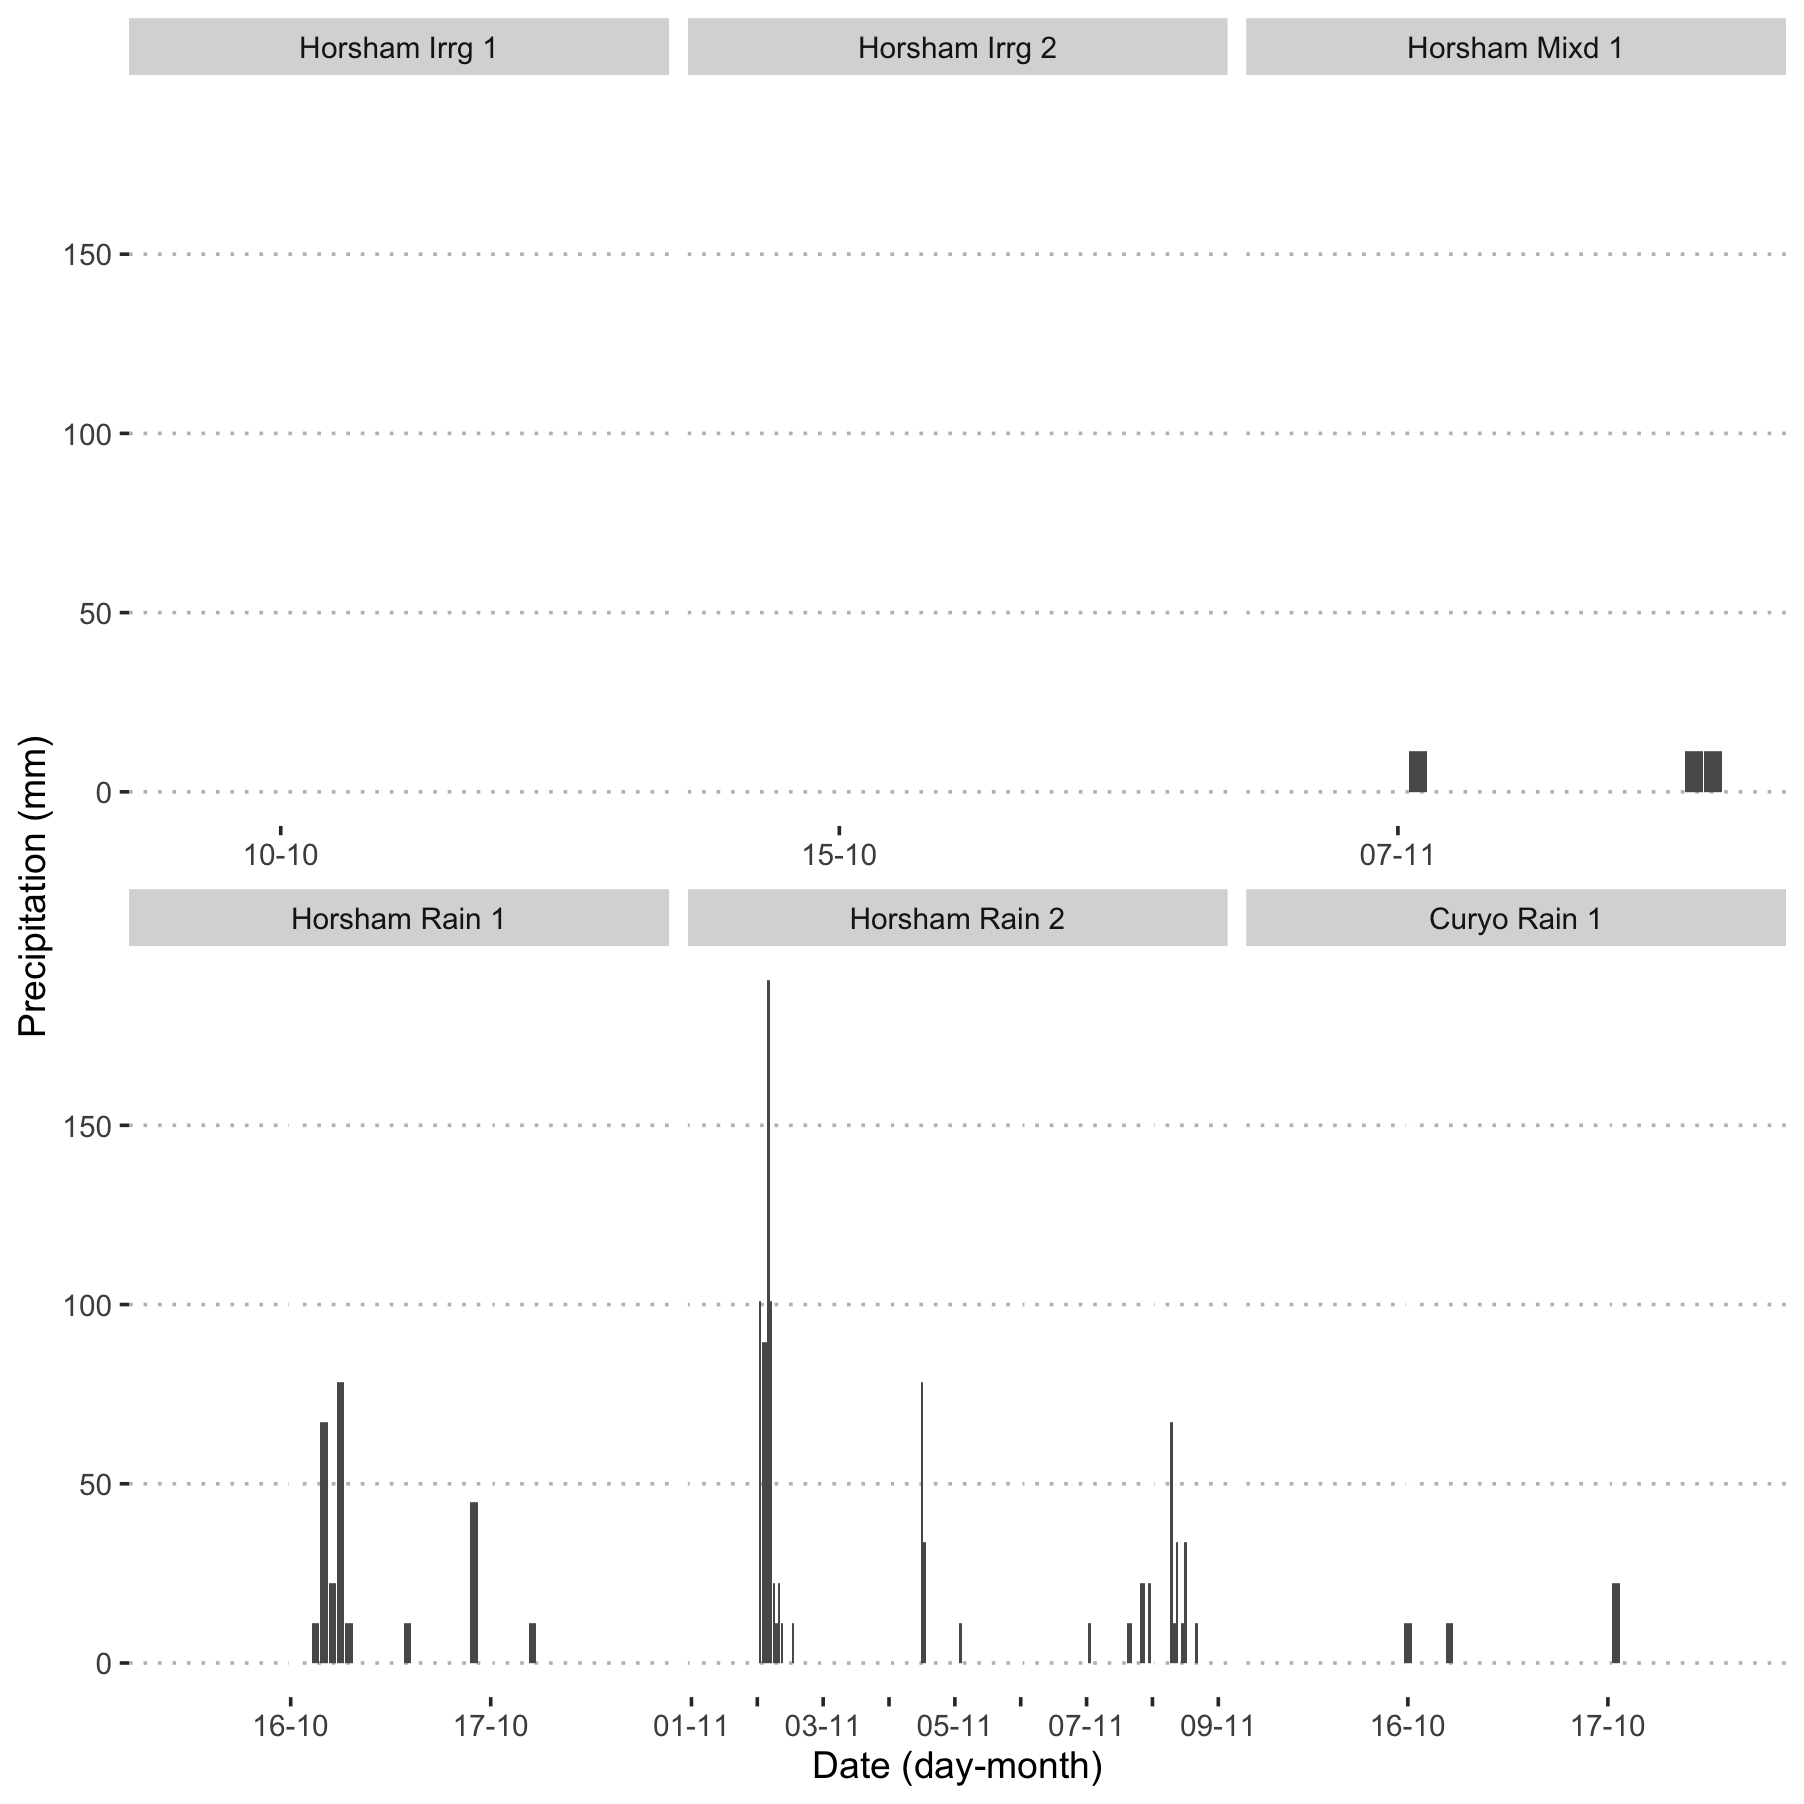 Horsham Irrg 1
Horsham Irrg 2
Horsham Mixd 1
150
100
50
0
10-10
15-10
07-11
Precipitation (mm)
Horsham Rain 1
Horsham Rain 2
Curyo Rain 1
150
100
50
0
16-10
17-10
01-11
03-11
05-11
07-11
09-11
16-10
17-10
Date (day-month)